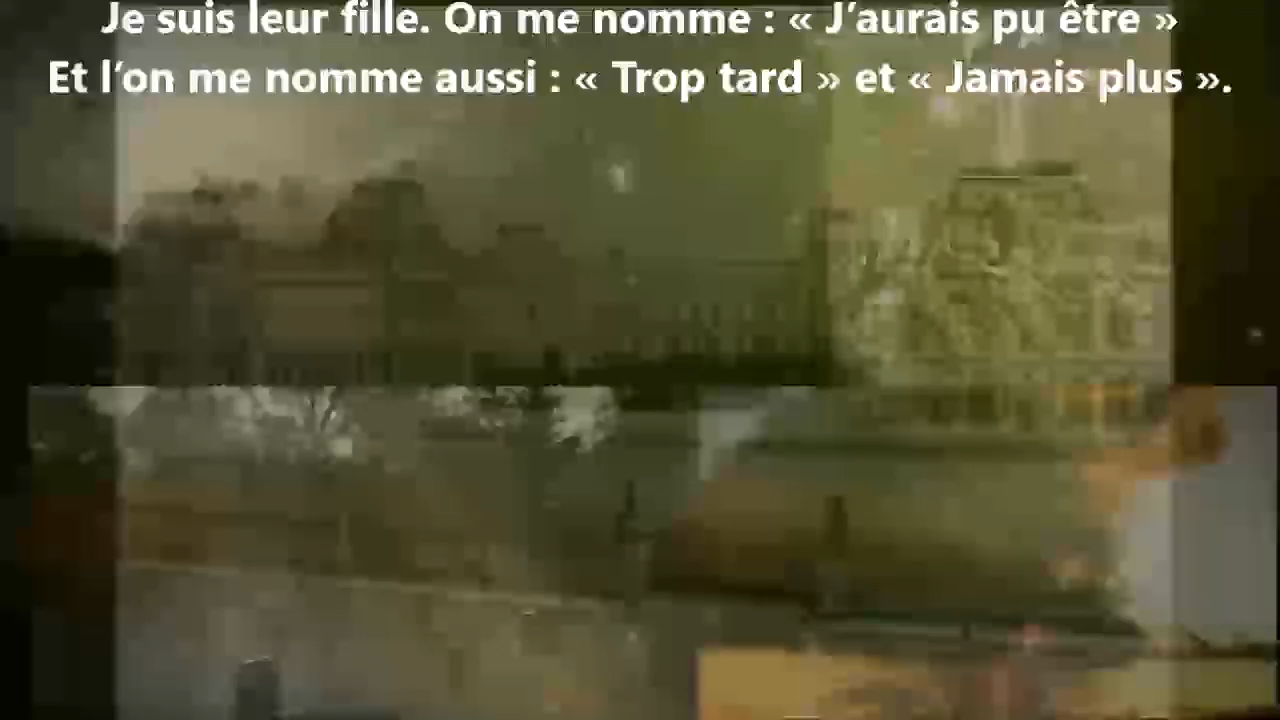 Je suis leur fille. On me nomme : « J’aurais pu être »
Et l’on me nomme aussi : « Trop tard » et « Jamais plus ».